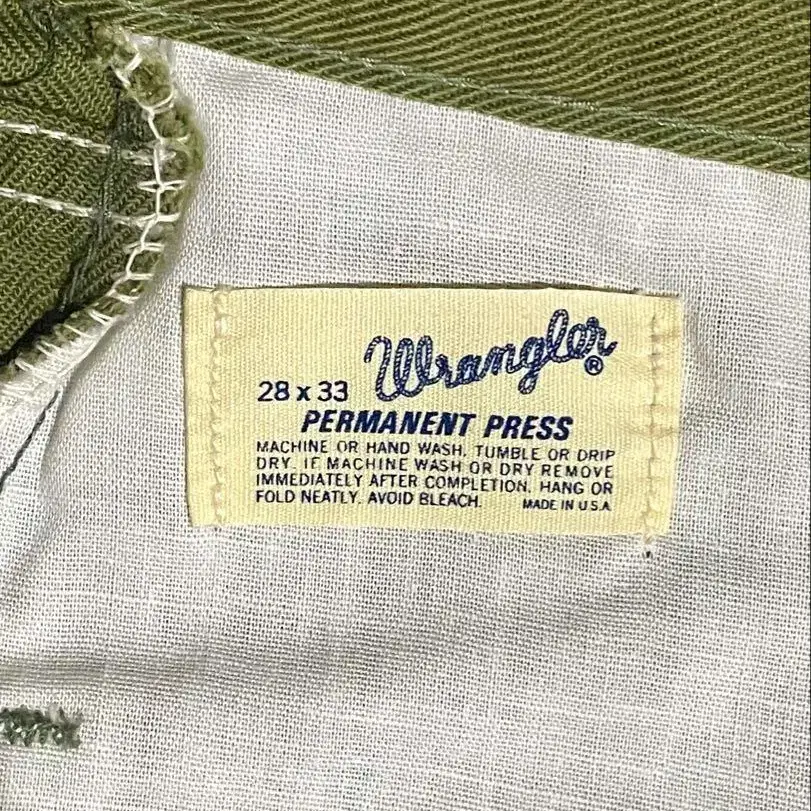 Wrangler®
28 x 33
PERMANENT PRESS
MACHINE OR HAND WASH, TUMBLE OR DRIP
DRY. IF MACHINE WASH OR DRY REMOVE
IMMEDIATELY AFTER COMPLETION. HANG OR
FOLD NEATLY. AVOID BLEACH. MADE IN U.S.A.